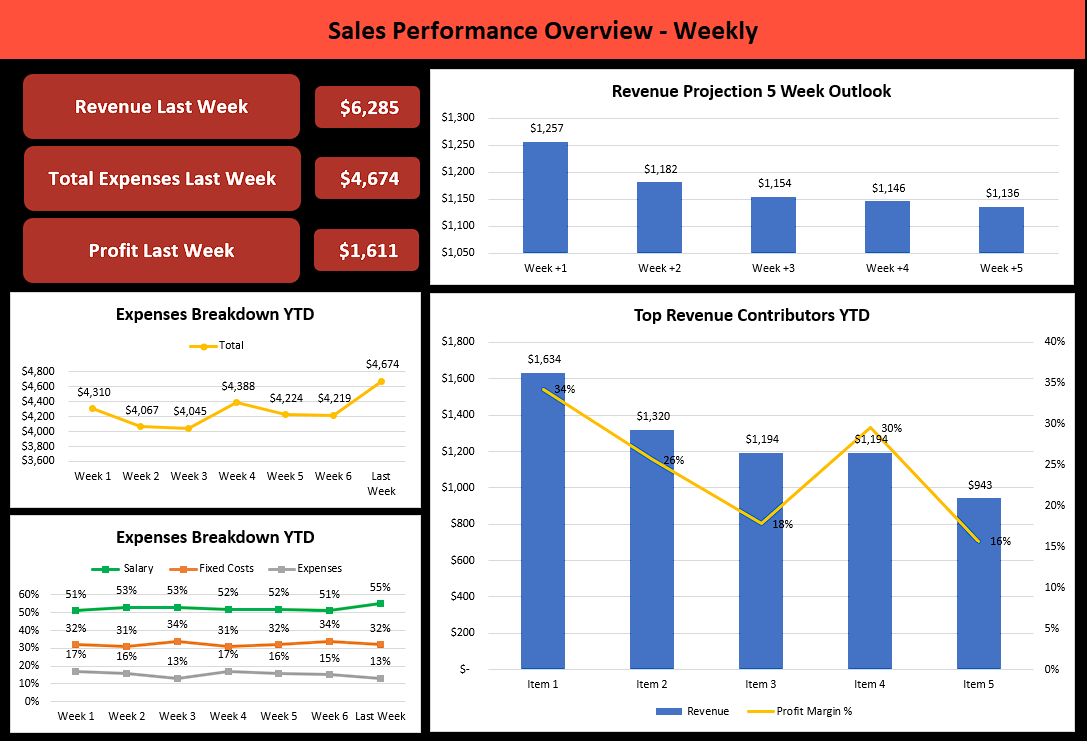 Sales Performance Overview - Weekly
Revenue Last Week
$6,285
Total Expenses Last Week
$4,674
Profit Last Week
$1,611
Revenue Projection 5 Week Outlook
$1,300
$1,250
$1,200
$1,150
$1,100
$1,050
$1,257
$1,182
$1,154
$1,146
$1,136
Week +1
Week +2
Week +3
Week +4
Week +5
Expenses Breakdown YTD
Total
$4,800
$4,600
$4,400
$4,200
$4,000
$3,800
$3,600
$4,310
$4,067
$4,045
$4,388
$4,224
$4,219
$4,674
Week 1
Week 2
Week 3
Week 4
Week 5
Week 6
Last
Week
Expenses Breakdown YTD
Salary
Fixed Costs
Expenses
60%
50%
40%
30%
20%
10%
0%
51%
53%
53%
52%
52%
51%
55%
32%
31%
34%
31%
32%
34%
32%
17%
16%
13%
17%
16%
15%
13%
Week 1
Week 2
Week 3
Week 4
Week 5
Week 6
Last Week
Top Revenue Contributors YTD
$1,800
$1,600
$1,400
$1,200
$1,000
$800
$600
$400
$200
$-
$1,634
$1,320
$1,194
$1,194
$943
34%
26%
18%
30%
16%
40%
35%
30%
25%
20%
15%
10%
5%
0%
Item 1
Item 2
Item 3
Item 4
Item 5
Revenue
Profit Margin %